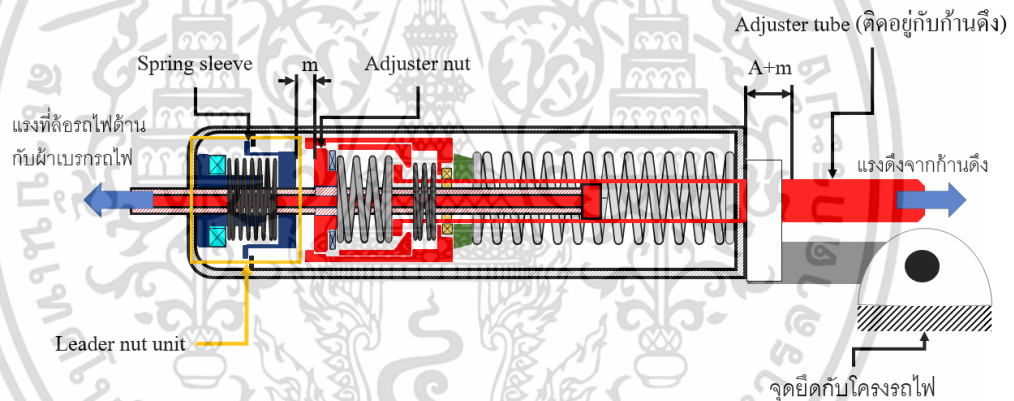 Adjuster tube (ติดอยู่กับก้านดึง)
Spring sleeve
m
Adjuster nut
A+m
แรงที่ล้อรถไฟด้าน
กับผ้าเบรกรถไฟ
แรงดึงจากก้านดึง
Leader nut unit
จุดยึดกับโครงรถไฟ